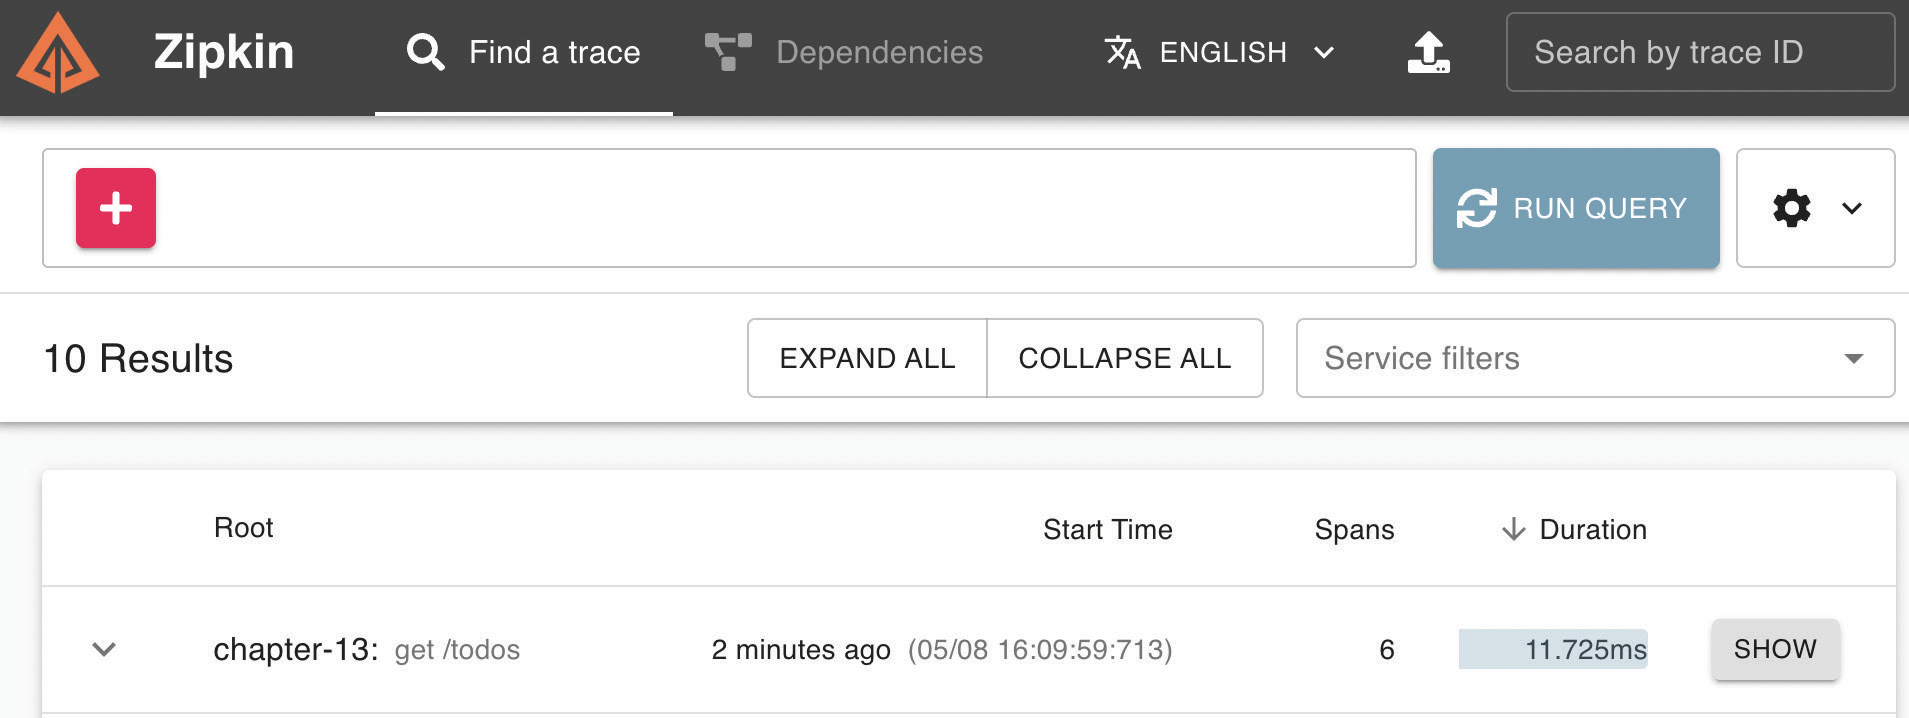 Zipkin Find a trace Dependencies ENGLISH Search by trace ID
RUN QUERY
10 Results EXPAND ALL COLLAPSE ALL Service filters
Root Start Time Spans Duration
chapter-13: get /todos 2 minutes ago (05/08 16:09:59:713) 6 11.725ms SHOW